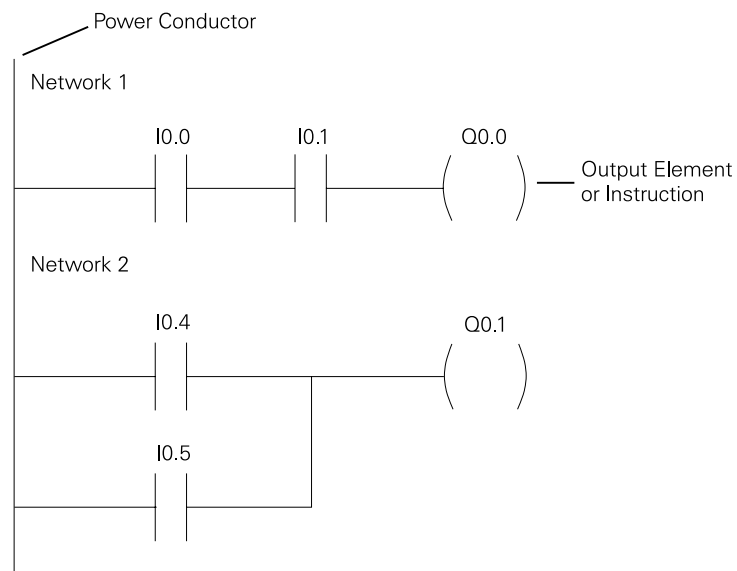 Power Conductor
Network 1
I0.0
I0.1
Q0.0
Output Element
or Instruction
Network 2
I0.4
Q0.1
I0.5